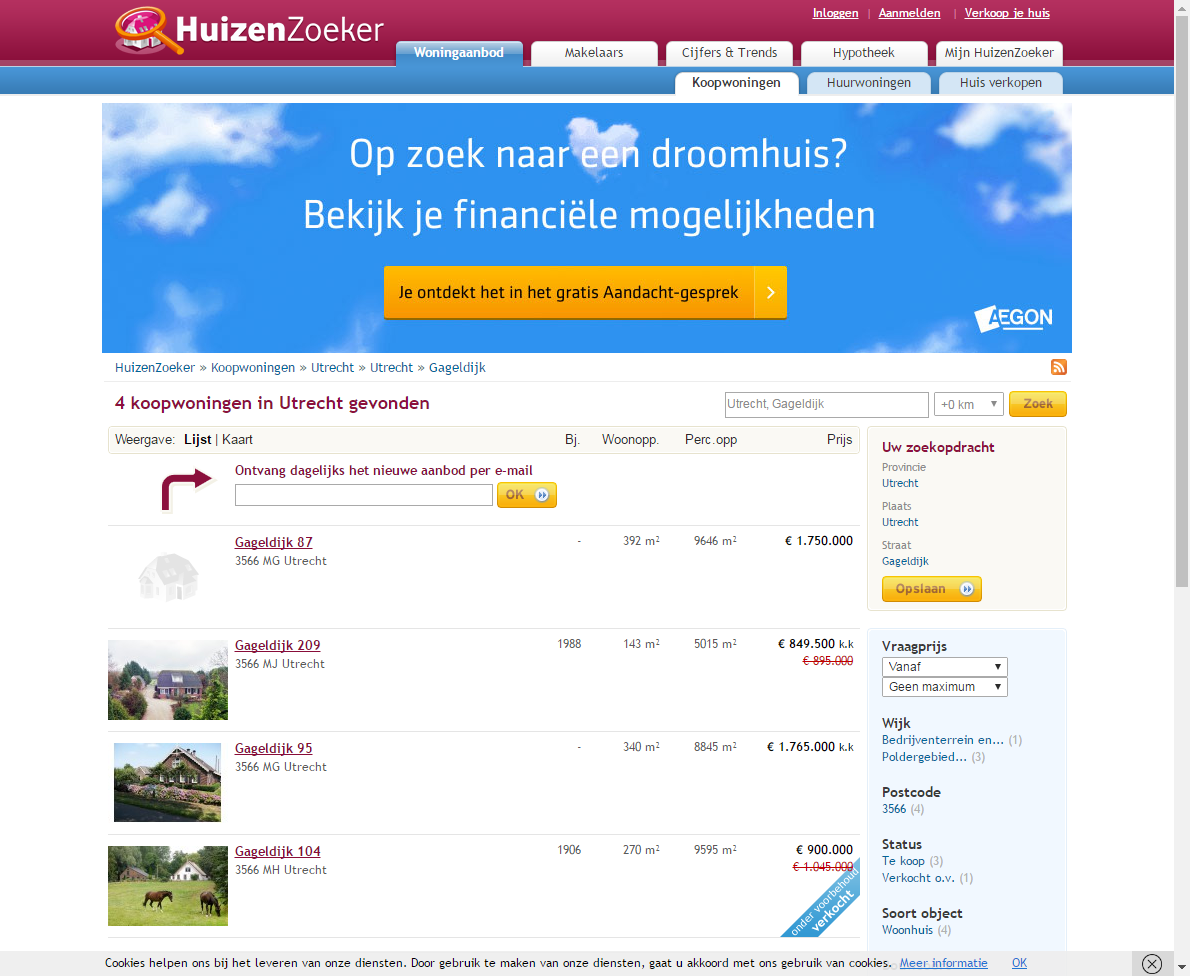 Inloggen | Aanmelden | Verkoop je huis
HuizenZoeker
Woningaanbod Makelaars Cijfers & Trends Hypotheek Mijn HuizenZoeker
Koopwoningen Huurwoningen Huis verkopen
Op zoek naar een droomhuis?
Bekijk je financiële mogelijkheden
Je ontdekt het in het gratis Aandacht-gesprek
AEGON
HuizenZoeker » Koopwoningen » Utrecht » Utrecht » Gageldijk
4 koopwoningen in Utrecht gevonden
Utrecht, Gageldijk +0 km Zoek
Weergave: Lijst | Kaart Bj. Woonopp. Perc.opp Prijs
Ontvang dagelijks het nieuwe aanbod per e-mail
OK
Gageldijk 87 - 392 m² 9646 m² € 1.750.000
3566 MG Utrecht
Gageldijk 209 1988 143 m² 5015 m² € 849.500 k.k
3566 MJ Utrecht € 895.000
Gageldijk 95 - 340 m² 8845 m² € 1.765.000 k.k
3566 MG Utrecht
Gageldijk 104 1906 270 m² 9595 m² € 900.000
3566 MH Utrecht € 1.045.000
onder voorbehoud
verkocht
Uw zoekopdracht
Provincie
Utrecht
Plaats
Utrecht
Straat
Gageldijk
Opslaan
Vraagprijs
Vanaf
Geen maximum
Wijk
Bedrijventerrein en... (1)
Poldergebied... (3)
Postcode
3566 (4)
Status
Te koop (3)
Verkocht o.v. (1)
Soort object
Woonhuis (4)
Cookies helpen ons bij het leveren van onze diensten. Door gebruik te maken van onze diensten, gaat u akkoord met ons gebruik van cookies. Meer informatie OK